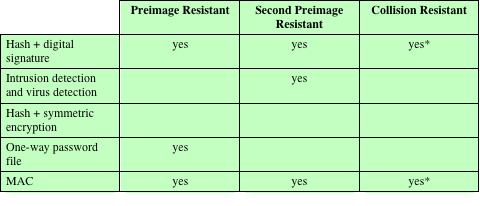 Preimage Resistant Second Preimage Collision Resistant
Resistant
Hash + digital yes yes yes*
signature
Intrusion detection yes
and virus detection
Hash + symmetric
encryption
One-way password yes
file
MAC yes yes yes*